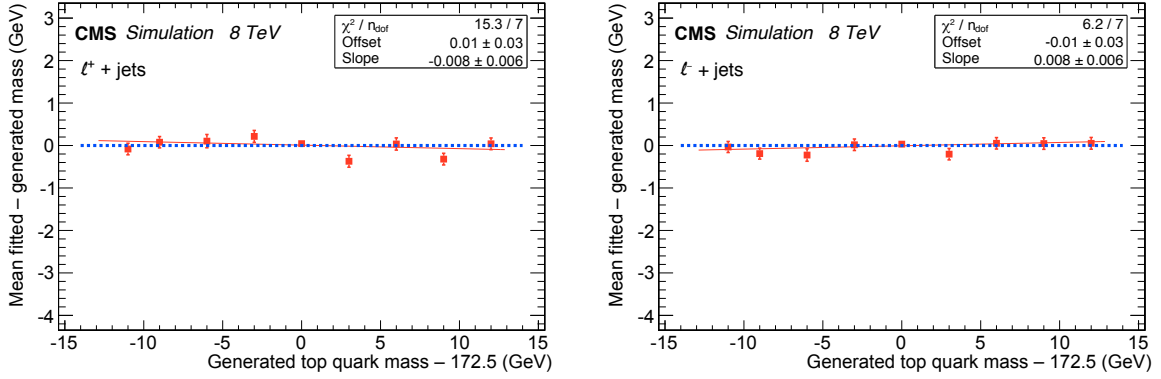 CMS Simulation 8 TeV
χ² / n_dof 15.3 / 7
Offset 0.01 ± 0.03
Slope -0.008 ± 0.006
ℓ⁺ + jets
Mean fitted – generated mass (GeV)
3
2
1
0
-1
-2
-3
-4
-15 -10 -5 0 5 10 15
Generated top quark mass – 172.5 (GeV)
CMS Simulation 8 TeV
χ² / n_dof 6.2 / 7
Offset -0.01 ± 0.03
Slope 0.008 ± 0.006
ℓ⁻ + jets
Mean fitted – generated mass (GeV)
3
2
1
0
-1
-2
-3
-4
-15 -10 -5 0 5 10 15
Generated top quark mass – 172.5 (GeV)